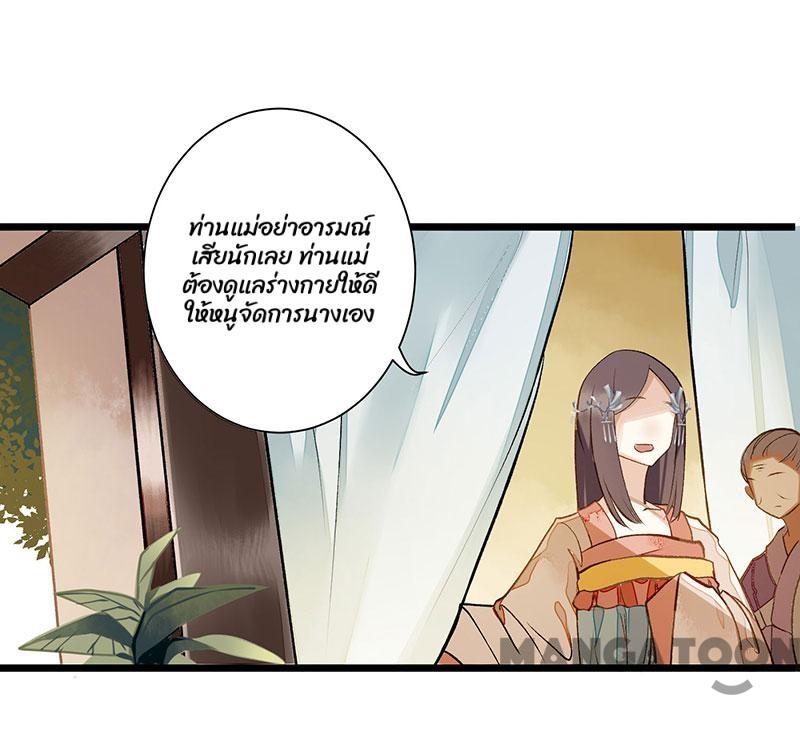 ท่านแม่อย่าอารมณ์
เสียนักเลย ท่านแม่
ต้องดูแลร่างกายให้ดี
ให้หนูจัดการนางเอง
MANGATOON